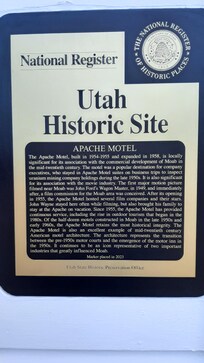 THE NATIONAL REGISTER
OF HISTORIC PLACES
National Register
Utah
Historic Site
APACHE MOTEL
The Apache Motel, built in 1954-1955 and expanded in 1958, is locally
significant for its association with the commercial development of Moab in
the mid-twentieth century. The motel was a popular destination for company
executives, who stayed in Apache Motel suites on business trips to inspect
uranium mining company holdings during the late 1950s. It is also significant
for its association with the movie industry. The first major motion picture
filmed near Moab was John Ford's Wagon Master, in 1949, and immediately
after, a film commission for the Moab area was conceived. After its opening
in 1955, the Apache Motel hosted several film companies and their stars.
John Wayne stayed here often while filming, but also brought his family to
stay at the Apache on vacation. Since 1955, the Apache Motel has provided
continuous service, including the rise in outdoor tourism that began in the
1980s. Of the half-dozen motels constructed in Moab in the late 1950s and
early 1960s, the Apache Motel retains the most historical integrity. The
Apache Motel is also an excellent example of mid-twentieth century
American motel architecture. The architecture represents the transition
between the pre-1950s motor courts and the emergence of the motor inn in
the 1950s. It continues to be an icon representative of two important
industries that greatly influenced Moab.
Marker placed in 2021
Utah State Historic Preservation Office